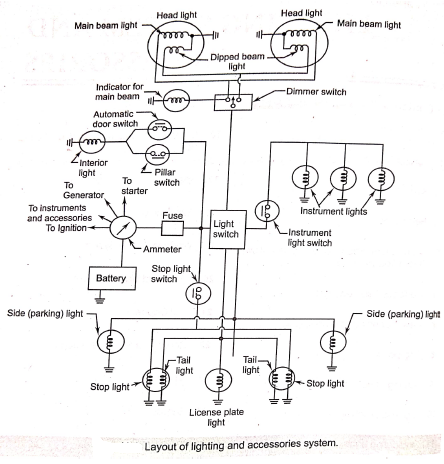 Head light
Head light
Main beam light
Main beam light
Dipped beam
light
Indicator for
main beam
Dimmer switch
Automatic
door switch
Interior
light
Pillar
switch
To
Generator
To
starter
To instruments
and accessories
To Ignition
Fuse
Light
switch
Instrument lights
Instrument
light switch
Ammeter
Battery
Stop light
switch
Side (parking) light
Side (parking) light
Tail
light
Tail
light
Stop light
Stop light
License plate
light
Layout of lighting and accessories system.